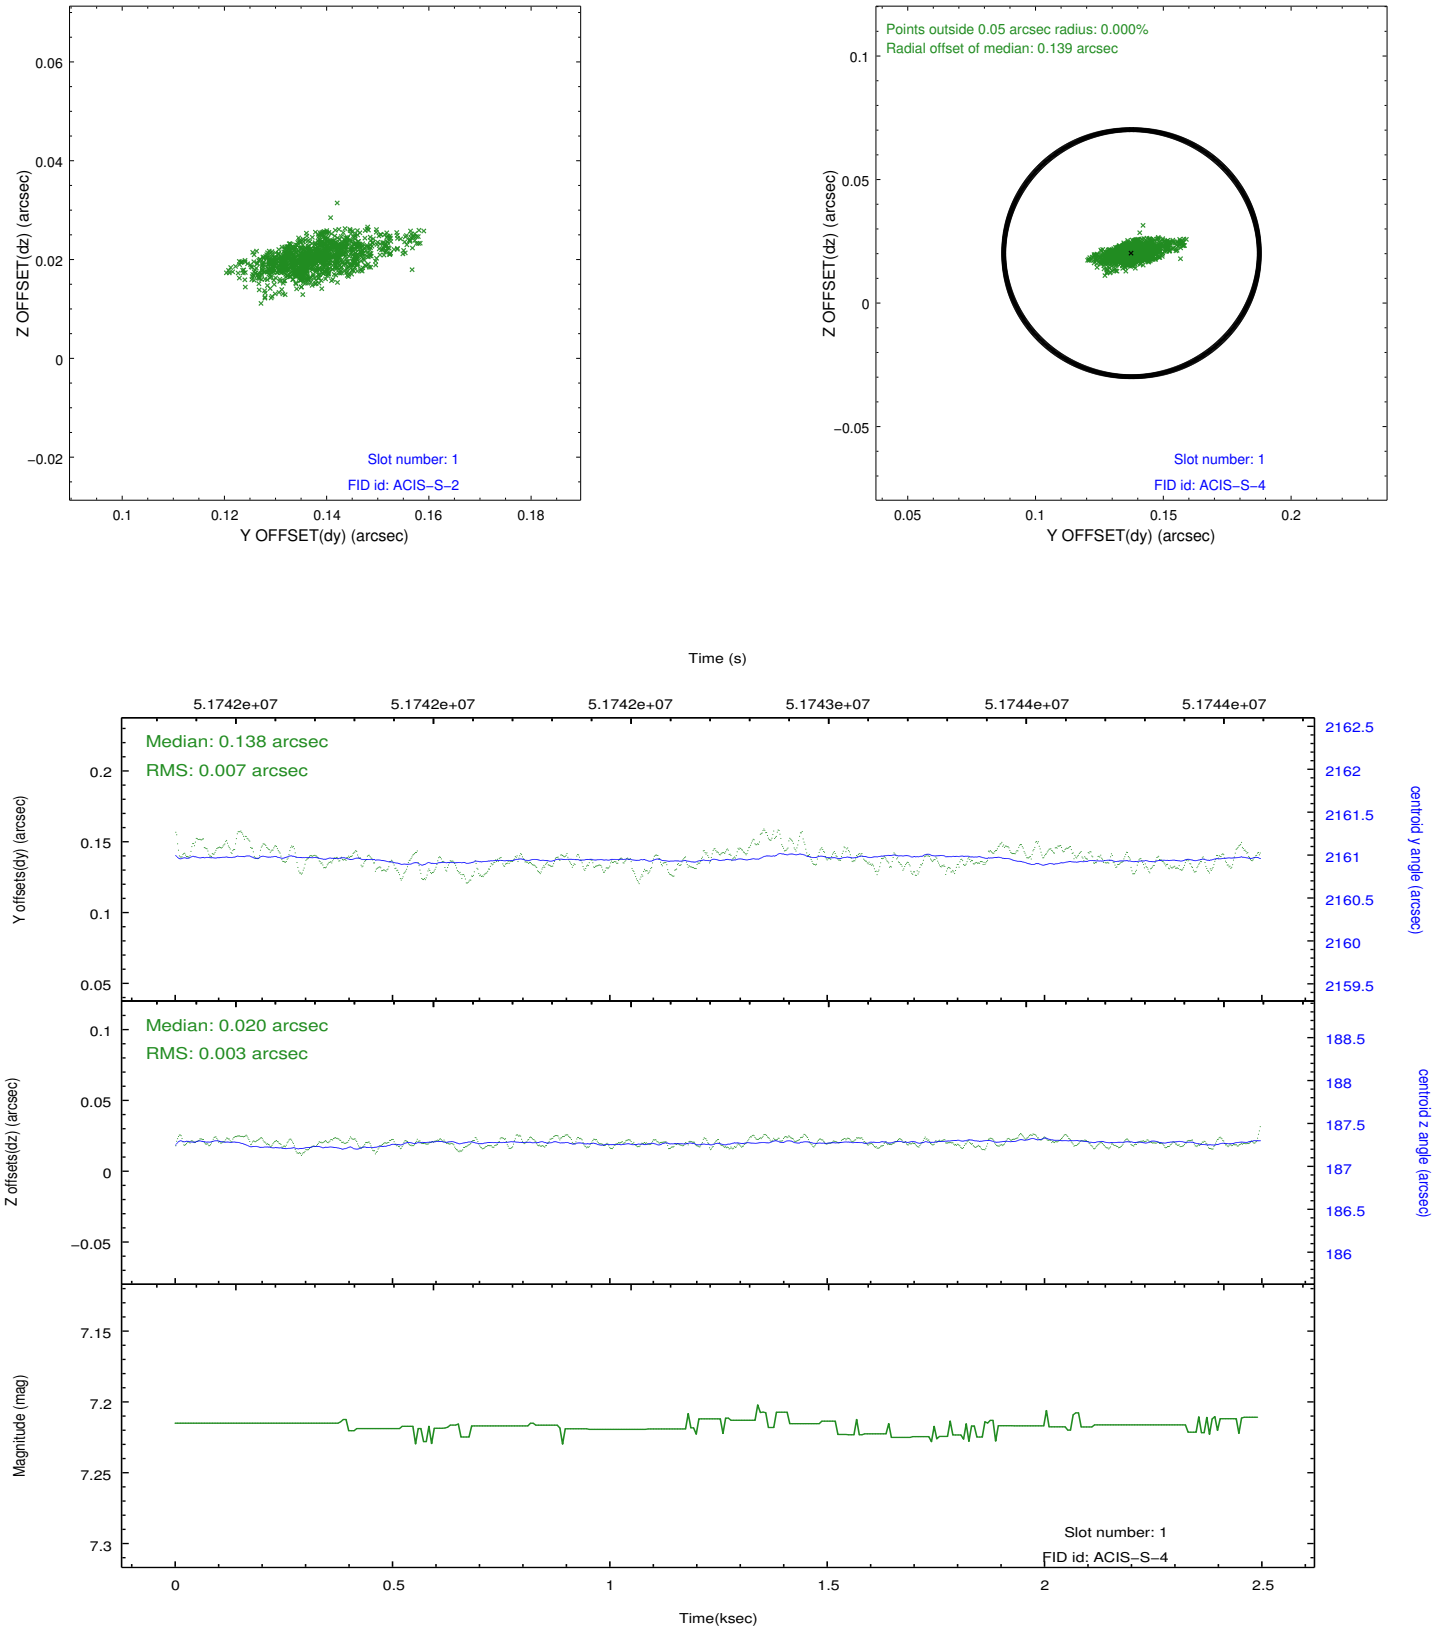 0.06
0.04
0.02
0
−0.02
Z OFFSET(dz) (arcsec)
Slot number: 1
FID id: ACIS−S−2
0.1
0.12
0.14
0.16
0.18
Y OFFSET(dy) (arcsec)
Points outside 0.05 arcsec radius: 0.000%
Radial offset of median: 0.139 arcsec
0.1
0.05
0
−0.05
Z OFFSET(dz) (arcsec)
Slot number: 1
FID id: ACIS−S−4
0.05
0.1
0.15
0.2
Y OFFSET(dy) (arcsec)
Time (s)
5.1742e+07
5.1742e+07
5.1742e+07
5.1743e+07
5.1744e+07
5.1744e+07
Median: 0.138 arcsec
RMS: 0.007 arcsec
0.2
0.15
0.1
0.05
Y offsets(dy) (arcsec)
2162.5
2162
2161.5
2161
2160.5
2160
2159.5
centroid y angle (arcsec)
Median: 0.020 arcsec
RMS: 0.003 arcsec
0.1
0.05
0
−0.05
Z offsets(dz) (arcsec)
188.5
188
187.5
187
186.5
186
centroid z angle (arcsec)
7.15
7.2
7.25
7.3
Magnitude (mag)
Slot number: 1
FID id: ACIS−S−4
0
0.5
1
1.5
2
2.5
Time(ksec)